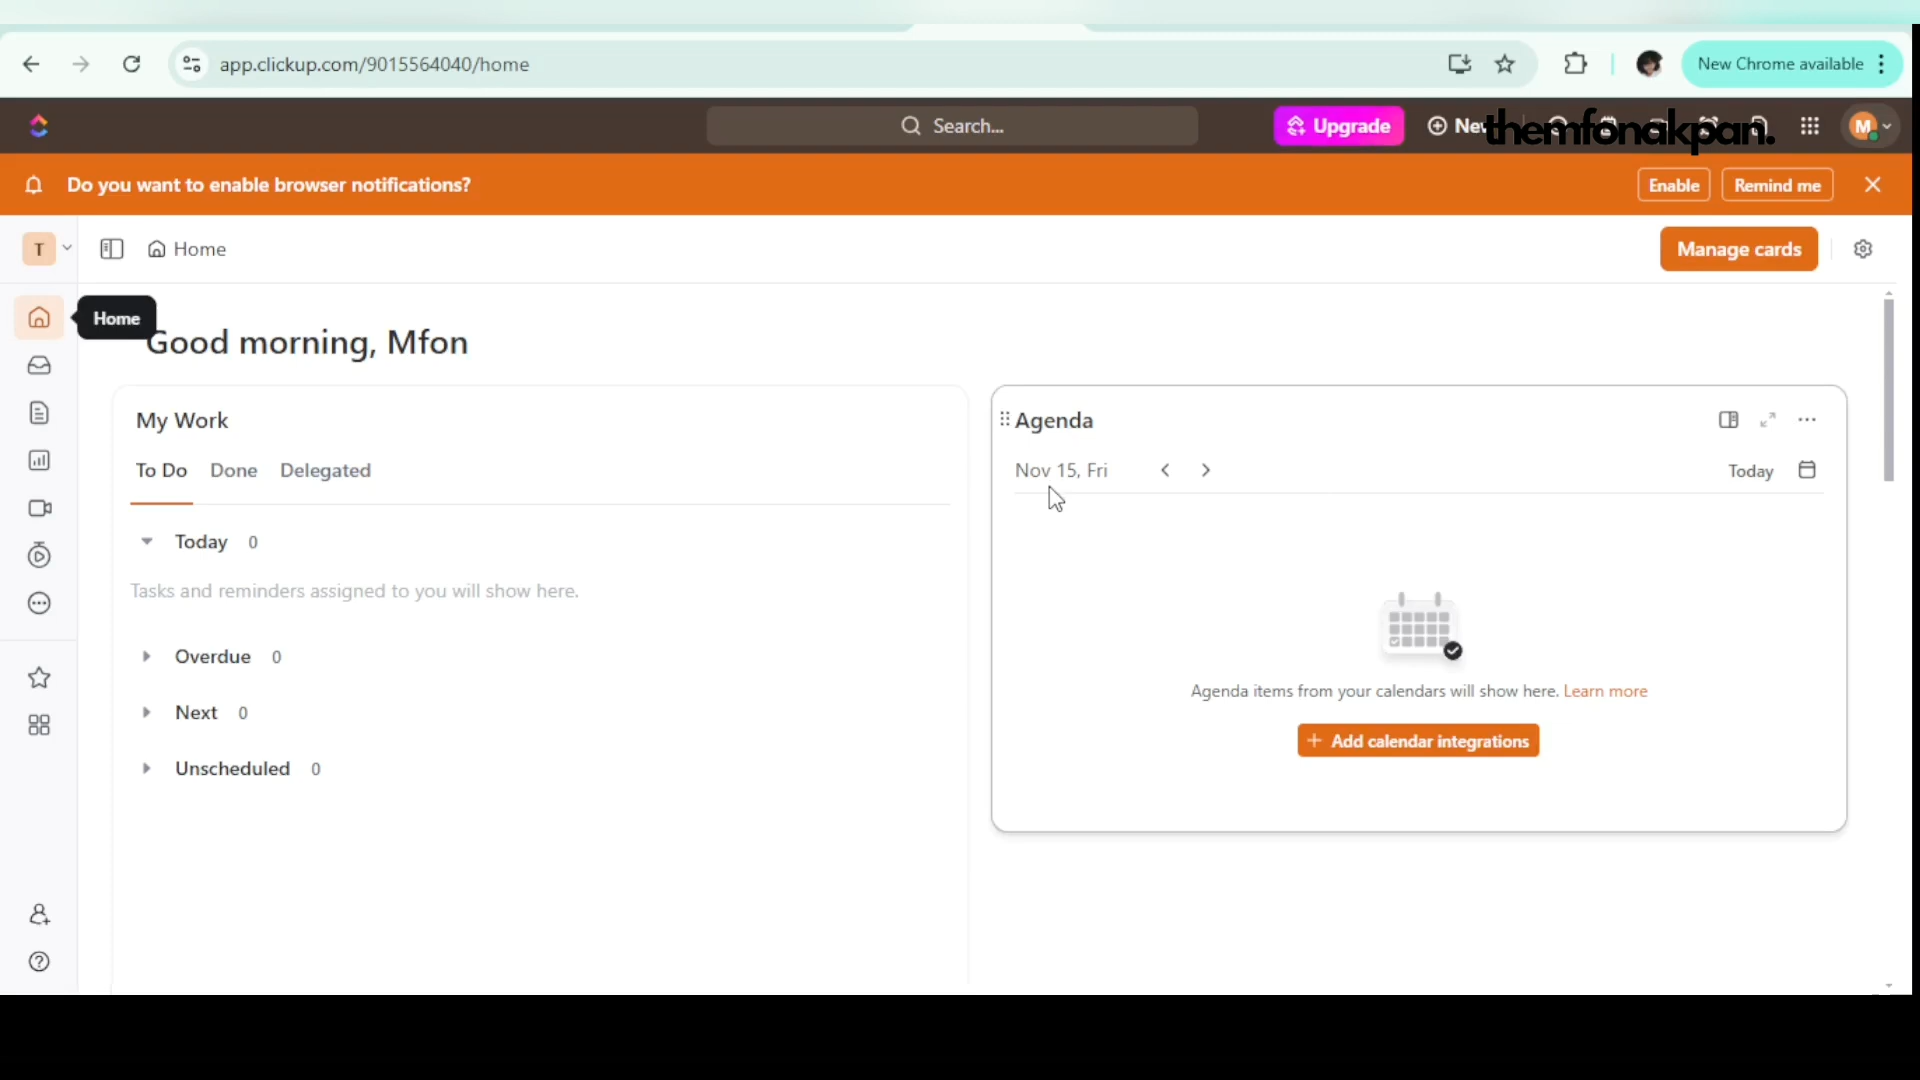 app.clickup.com/9015564040/home
New Chrome available
Search...
Upgrade
New
themfonakpan.
M
Do you want to enable browser notifications?
Enable
Remind me
T
Home
Manage cards
Home
Good morning, Mfon
My Work
To Do
Done
Delegated
Today 0
Tasks and reminders assigned to you will show here.
Overdue 0
Next 0
Unscheduled 0
Agenda
Nov 15, Fri
Today
Agenda items from your calendars will show here. Learn more
+ Add calendar integrations